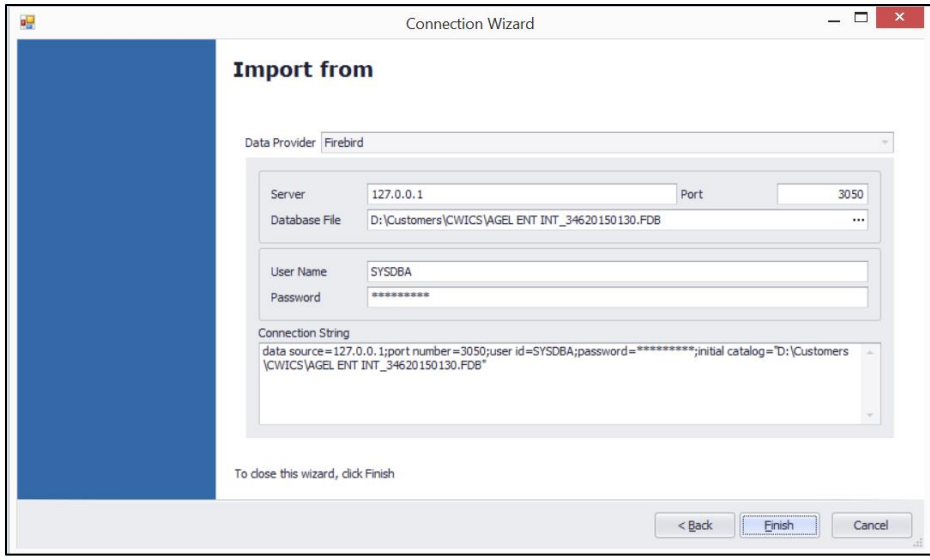 Connection Wizard
Import from
Data Provider Firebird
Server 127.0.0.1 Port 3050
Database File D:\Customers\CWICS\AGEL ENT INT_34620150130.FDB ...
User Name SYSDBA
Password *********
Connection String
data source=127.0.0.1;port number=3050;user id=SYSDBA;password=*********;initial catalog="D:\Customers
\CWICS\AGEL ENT INT_34620150130.FDB"
To close this wizard, click Finish
< Back Finish Cancel